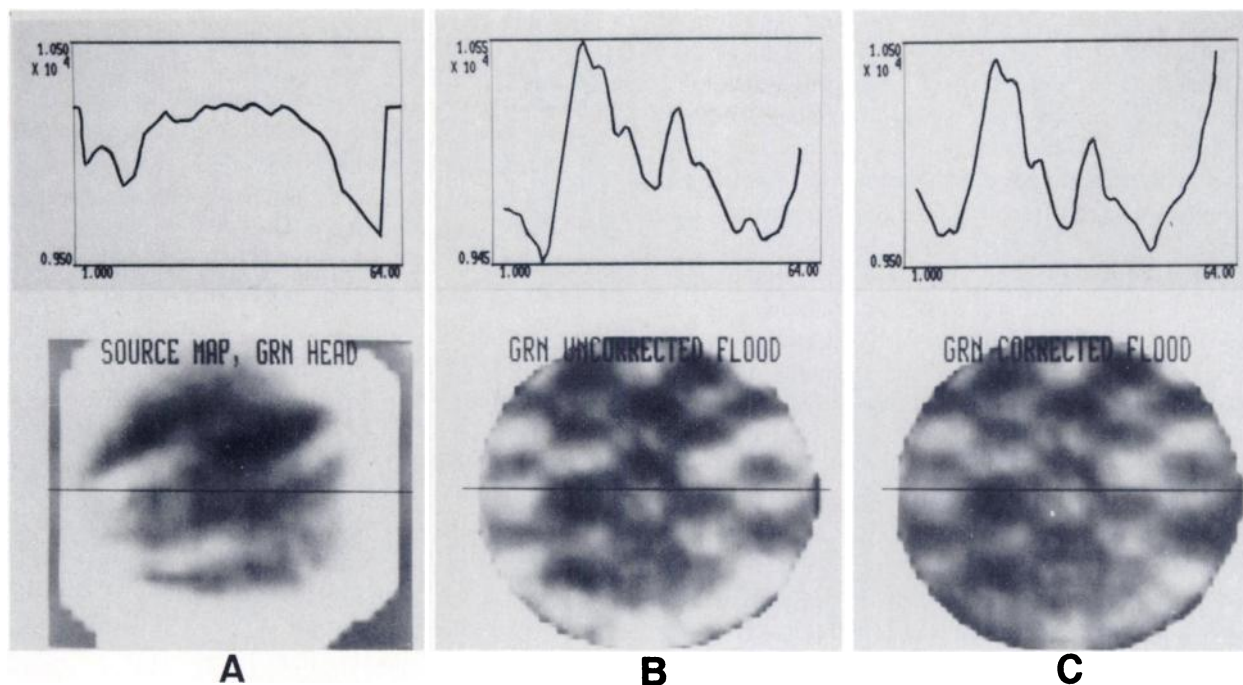 1.050
X 10 4
0.950
1.000
64.00
SOURCE MAP, GRN HEAD
A
1.055
X 10 4
0.945
1.000
64.00
GRN UNCORRECTED FLOOD
B
1.050
X 10 4
0.950
1.000
64.00
GRN CORRECTED FLOOD
C